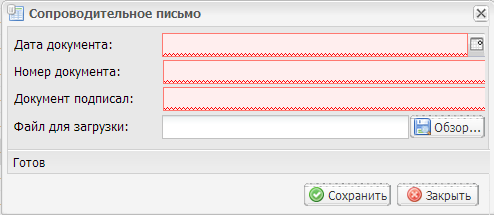 Сопроводительное письмо
Дата документа:
Номер документа:
Документ подписал:
Файл для загрузки:
Обзор...
Готов
Сохранить
Закрыть